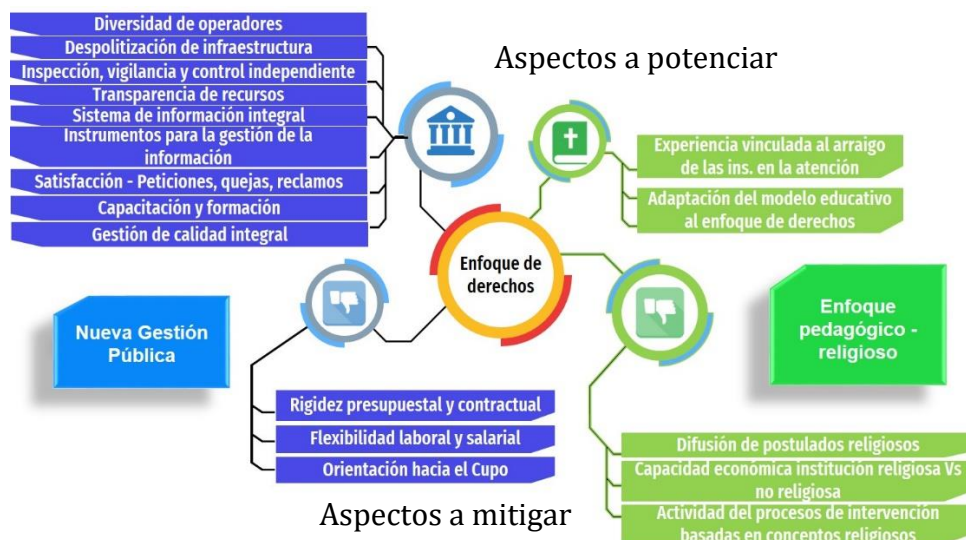 Diversidad de operadores
Despolitización de infraestructura
Inspección, vigilancia y control independiente
Transparencia de recursos
Sistema de información integral
Instrumentos para la gestión de la
información
Satisfacción - Peticiones, quejas, reclamos
Capacitación y formación
Gestión de calidad integral
Aspectos a potenciar
Experiencia vinculada al arraigo
de las ins. en la atención
Adaptación del modelo educativo
al enfoque de derechos
Enfoque de
derechos
Nueva Gestión
Pública
Enfoque
pedagógico -
religioso
Rigidez presupuestal y contractual
Flexibilidad laboral y salarial
Orientación hacia el Cupo
Aspectos a mitigar
Difusión de postulados religiosos
Capacidad económica institución religiosa Vs
no religiosa
Actividad del procesos de intervención
basadas en conceptos religiosos